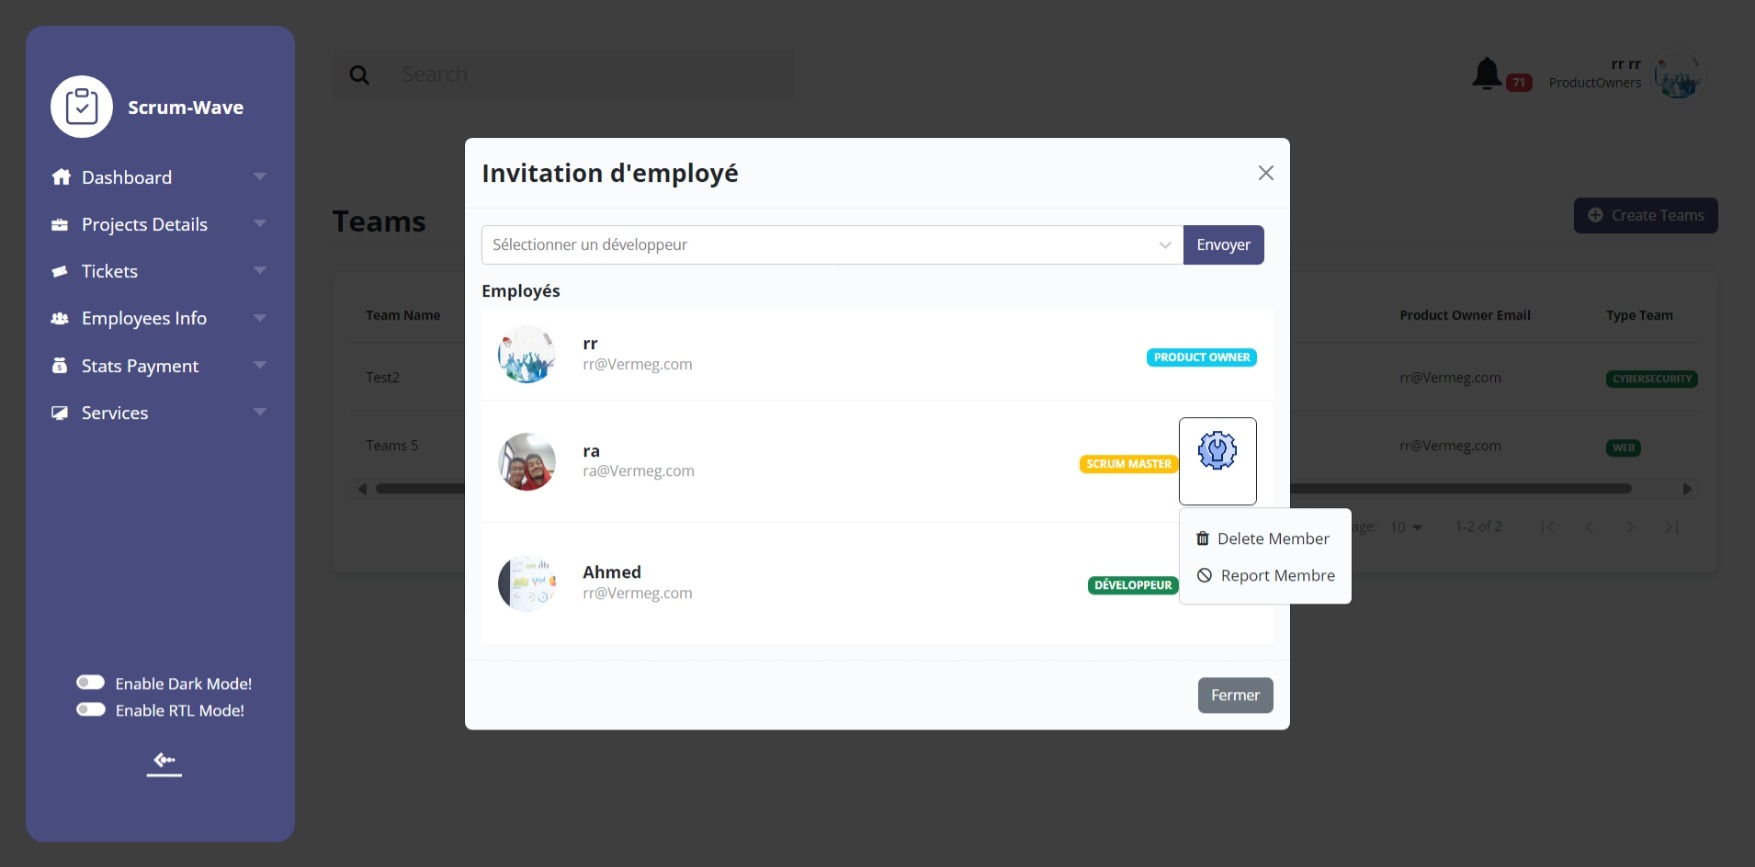 Scrum-Wave
Dashboard
Projects Details
Tickets
Employees Info
Stats Payment
Services
Enable Dark Mode!
Enable RTL Mode!
Search
71
rr rr
ProductOwners
Teams
Create Teams
Team Name
Product Owner Email
Type Team
Test2
rr@Vermeg.com
CYBERSECURITY
Teams 5
rr@Vermeg.com
WEB
10
1-2 of 2
Invitation d'employé
Sélectionner un développeur
Envoyer
Employés
rr
rr@Vermeg.com
PRODUCT OWNER
ra
ra@Vermeg.com
SCRUM MASTER
Delete Member
Report Membre
Ahmed
rr@Vermeg.com
DÉVELOPPEUR
Fermer